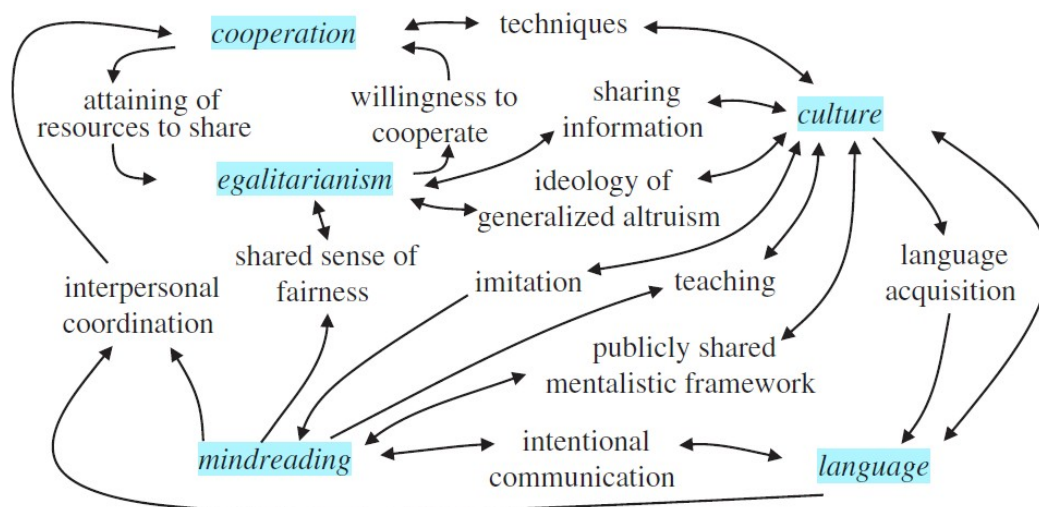 cooperation
techniques
attaining of
resources to share
willingness to
cooperate
sharing
information
culture
egalitarianism
ideology of
generalized altruism
shared sense of
fairness
interpersonal
coordination
imitation
teaching
language
acquisition
publicly shared
mentalistic framework
mindreading
intentional
communication
language